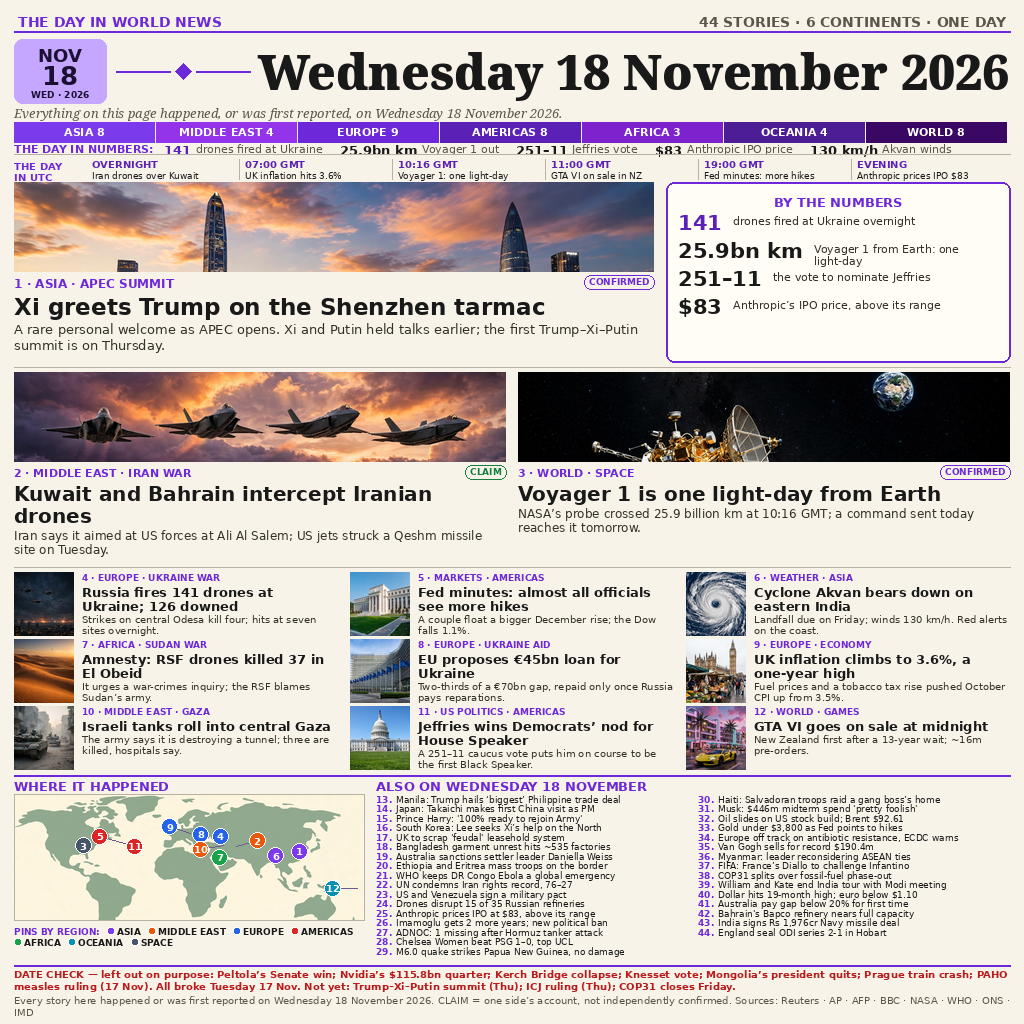 THE DAY IN WORLD NEWS
44 STORIES · 6 CONTINENTS · ONE DAY
NOV
18
WED · 2026
Wednesday 18 November 2026
Everything on this page happened, or was first reported, on Wednesday 18 November 2026.
ASIA 8 MIDDLE EAST 4 EUROPE 9 AMERICAS 8 AFRICA 3 OCEANIA 4 WORLD 8
THE DAY IN NUMBERS: 141 drones fired at Ukraine 25.9bn km Voyager 1 out 251–11 Jeffries vote $83 Anthropic IPO price 130 km/h Akvan winds
THE DAY
IN UTC
OVERNIGHT
Iran drones over Kuwait
07:00 GMT
UK inflation hits 3.6%
10:16 GMT
Voyager 1: one light-day
11:00 GMT
GTA VI on sale in NZ
19:00 GMT
Fed minutes: more hikes
EVENING
Anthropic prices IPO $83
1 · ASIA · APEC SUMMIT
CONFIRMED
Xi greets Trump on the Shenzhen tarmac
A rare personal welcome as APEC opens. Xi and Putin held talks earlier; the first Trump–Xi–Putin
summit is on Thursday.
BY THE NUMBERS
141 drones fired at Ukraine overnight
25.9bn km Voyager 1 from Earth: one
light-day
251–11 the vote to nominate Jeffries
$83 Anthropic’s IPO price, above its range
2 · MIDDLE EAST · IRAN WAR
CLAIM
Kuwait and Bahrain intercept Iranian
drones
Iran says it aimed at US forces at Ali Al Salem; US jets struck a Qeshm missile
site on Tuesday.
3 · WORLD · SPACE
CONFIRMED
Voyager 1 is one light-day from Earth
NASA’s probe crossed 25.9 billion km at 10:16 GMT; a command sent today
reaches it tomorrow.
4 · EUROPE · UKRAINE WAR
Russia fires 141 drones at
Ukraine; 126 downed
Strikes on central Odesa kill four; hits at seven
sites overnight.
5 · MARKETS · AMERICAS
Fed minutes: almost all officials
see more hikes
A couple float a bigger December rise; the Dow
falls 1.1%.
6 · WEATHER · ASIA
Cyclone Akvan bears down on
eastern India
Landfall due on Friday; winds 130 km/h. Red alerts
on the coast.
7 · AFRICA · SUDAN WAR
Amnesty: RSF drones killed 37 in
El Obeid
It urges a war-crimes inquiry; the RSF blames
Sudan’s army.
8 · EUROPE · UKRAINE AID
EU proposes €45bn loan for
Ukraine
Two-thirds of a €70bn gap, repaid only once Russia
pays reparations.
9 · EUROPE · ECONOMY
UK inflation climbs to 3.6%, a
one-year high
Fuel prices and a tobacco tax rise pushed October
CPI up from 3.5%.
10 · MIDDLE EAST · GAZA
Israeli tanks roll into central Gaza
The army says it is destroying a tunnel; three are
killed, hospitals say.
11 · US POLITICS · AMERICAS
Jeffries wins Democrats’ nod for
House Speaker
A 251–11 caucus vote puts him on course to be
the first Black Speaker.
12 · WORLD · GAMES
GTA VI goes on sale at midnight
New Zealand first after a 13-year wait; ~16m
pre-orders.
WHERE IT HAPPENED
9
8
4
5
3
11
10
7
2
6
1
12
PINS BY REGION: ASIA MIDDLE EAST EUROPE AMERICAS
AFRICA OCEANIA SPACE
ALSO ON WEDNESDAY 18 NOVEMBER
13. Manila: Trump hails ‘biggest’ Philippine trade deal
14. Japan: Takaichi makes first China visit as PM
15. Prince Harry: ‘100% ready to rejoin Army’
16. South Korea: Lee seeks Xi’s help on the North
17. UK to scrap ‘feudal’ leasehold system
18. Bangladesh garment unrest hits ~535 factories
19. Australia sanctions settler leader Daniella Weiss
20. Ethiopia and Eritrea mass troops on the border
21. WHO keeps DR Congo Ebola a global emergency
22. UN condemns Iran rights record, 76–27
23. US and Venezuela sign a military pact
24. Drones disrupt 15 of 35 Russian refineries
25. Anthropic prices IPO at $83, above its range
26. Imamoglu gets 2 more years; new political ban
27. ADNOC: 1 missing after Hormuz tanker attack
28. Chelsea Women beat PSG 1–0, top UCL
29. M6.0 quake strikes Papua New Guinea, no damage
30. Haiti: Salvadoran troops raid a gang boss’s home
31. Musk: $446m midterm spend ‘pretty foolish’
32. Oil slides on US stock build; Brent $92.61
33. Gold under $3,800 as Fed points to hikes
34. Europe off track on antibiotic resistance, ECDC warns
35. Van Gogh sells for record $190.4m
36. Myanmar: leader reconsidering ASEAN ties
37. FIFA: France’s Diallo to challenge Infantino
38. COP31 splits over fossil-fuel phase-out
39. William and Kate end India tour with Modi meeting
40. Dollar hits 19-month high; euro below $1.10
41. Australia pay gap below 20% for first time
42. Bahrain’s Bapco refinery nears full capacity
43. India signs Rs 1,976cr Navy missile deal
44. England seal ODI series 2-1 in Hobart
DATE CHECK — left out on purpose: Peltola’s Senate win; Nvidia’s $115.8bn quarter; Kerch Bridge collapse; Knesset vote; Mongolia’s president quits; Prague train crash; PAHO
measles ruling (17 Nov). All broke Tuesday 17 Nov. Not yet: Trump–Xi–Putin summit (Thu); ICJ ruling (Thu); COP31 closes Friday.
Every story here happened or was first reported on Wednesday 18 November 2026. CLAIM = one side’s account, not independently confirmed. Sources: Reuters · AP · AFP · BBC · NASA · WHO · ONS ·
IMD